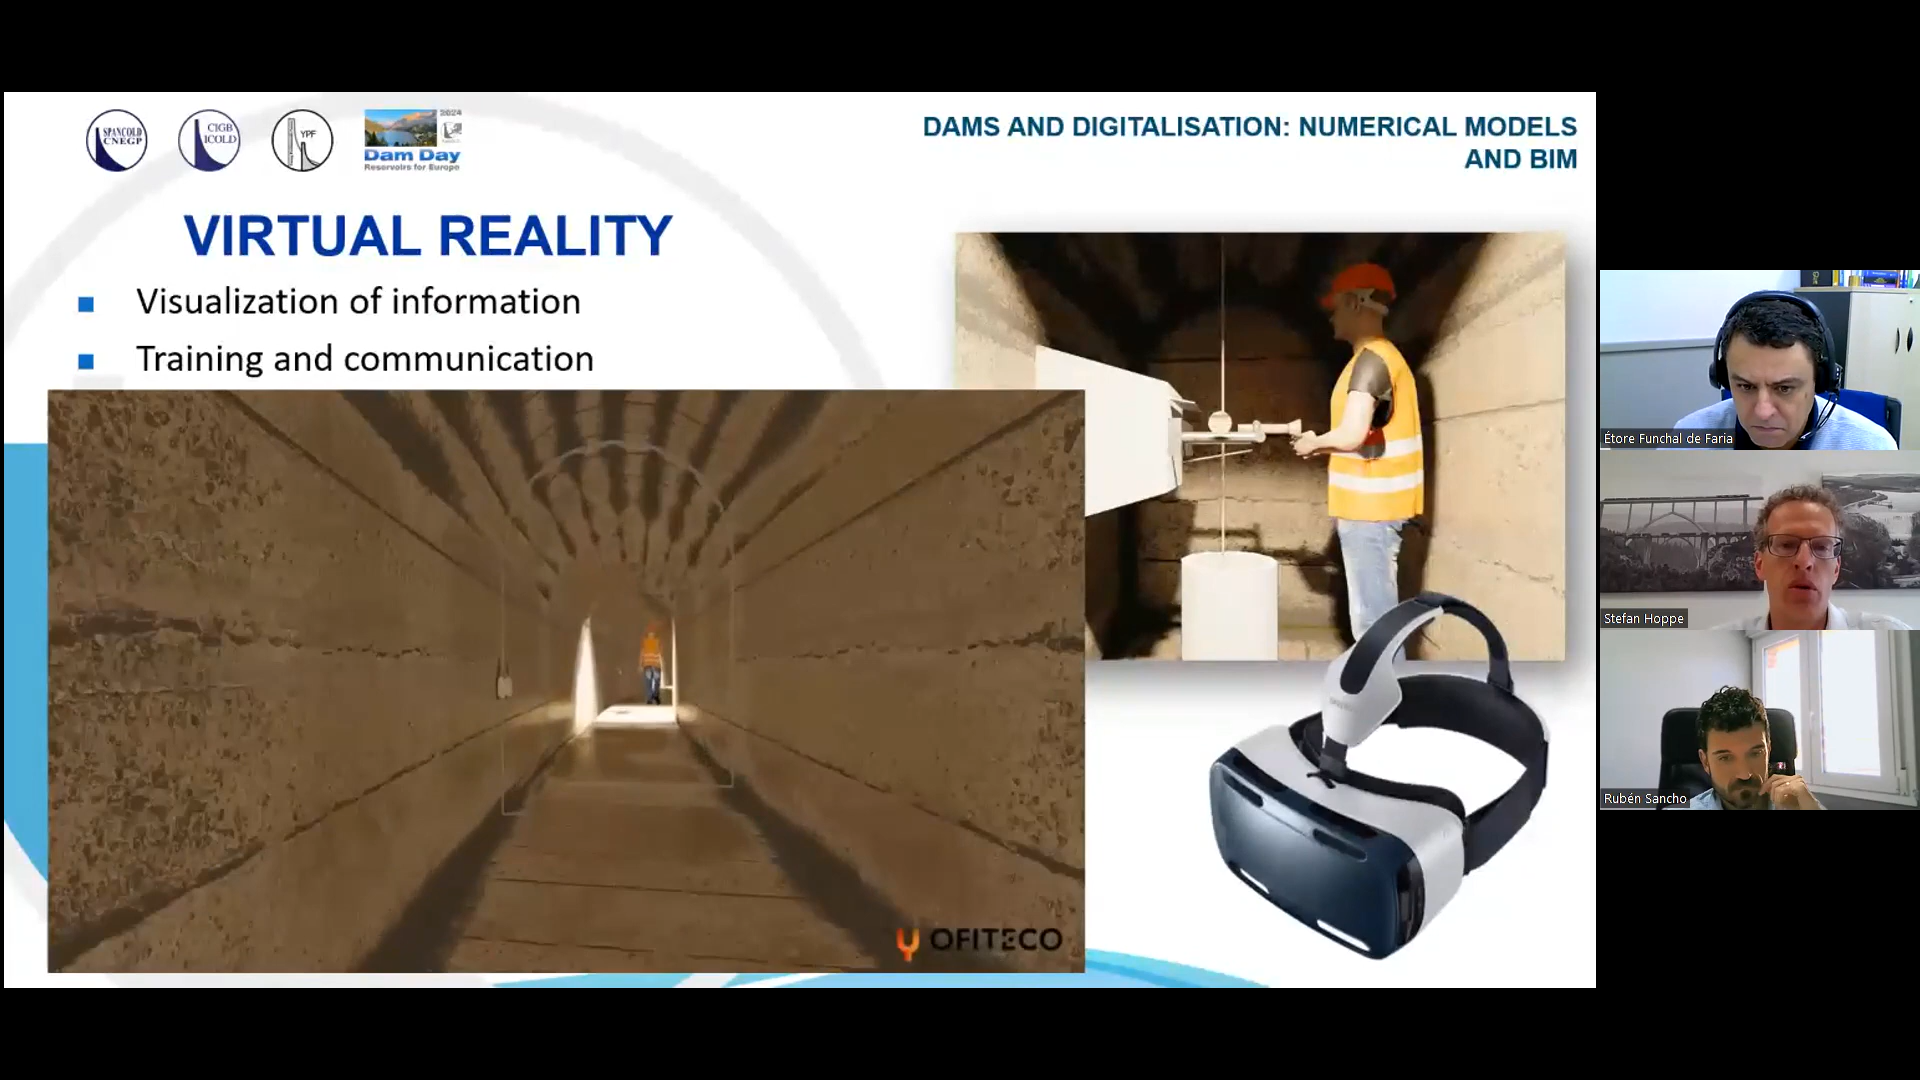 SPANCOLD
CNEGP
CIGB
ICOLD
YPF
2024
Dam Day
Reservoirs for Europe
DAMS AND DIGITALISATION: NUMERICAL MODELS
AND BIM
VIRTUAL REALITY
Visualization of information
Training and communication
OFITECO
Étore Funchal de Faria
Stefan Hoppe
Rubén Sancho